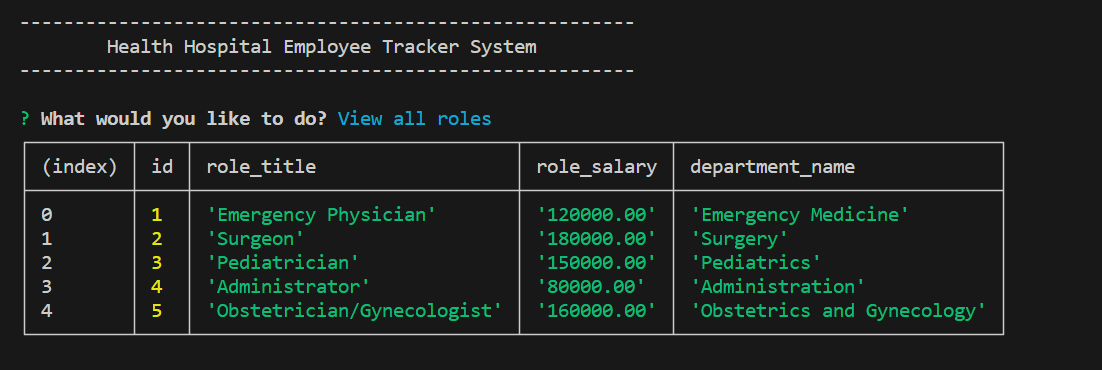 --------------------------------------------------------
Health Hospital Employee Tracker System
--------------------------------------------------------
? What would you like to do? View all roles
(index) id role_title role_salary department_name
0 1 'Emergency Physician' '120000.00' 'Emergency Medicine'
1 2 'Surgeon' '180000.00' 'Surgery'
2 3 'Pediatrician' '150000.00' 'Pediatrics'
3 4 'Administrator' '80000.00' 'Administration'
4 5 'Obstetrician/Gynecologist' '160000.00' 'Obstetrics and Gynecology'